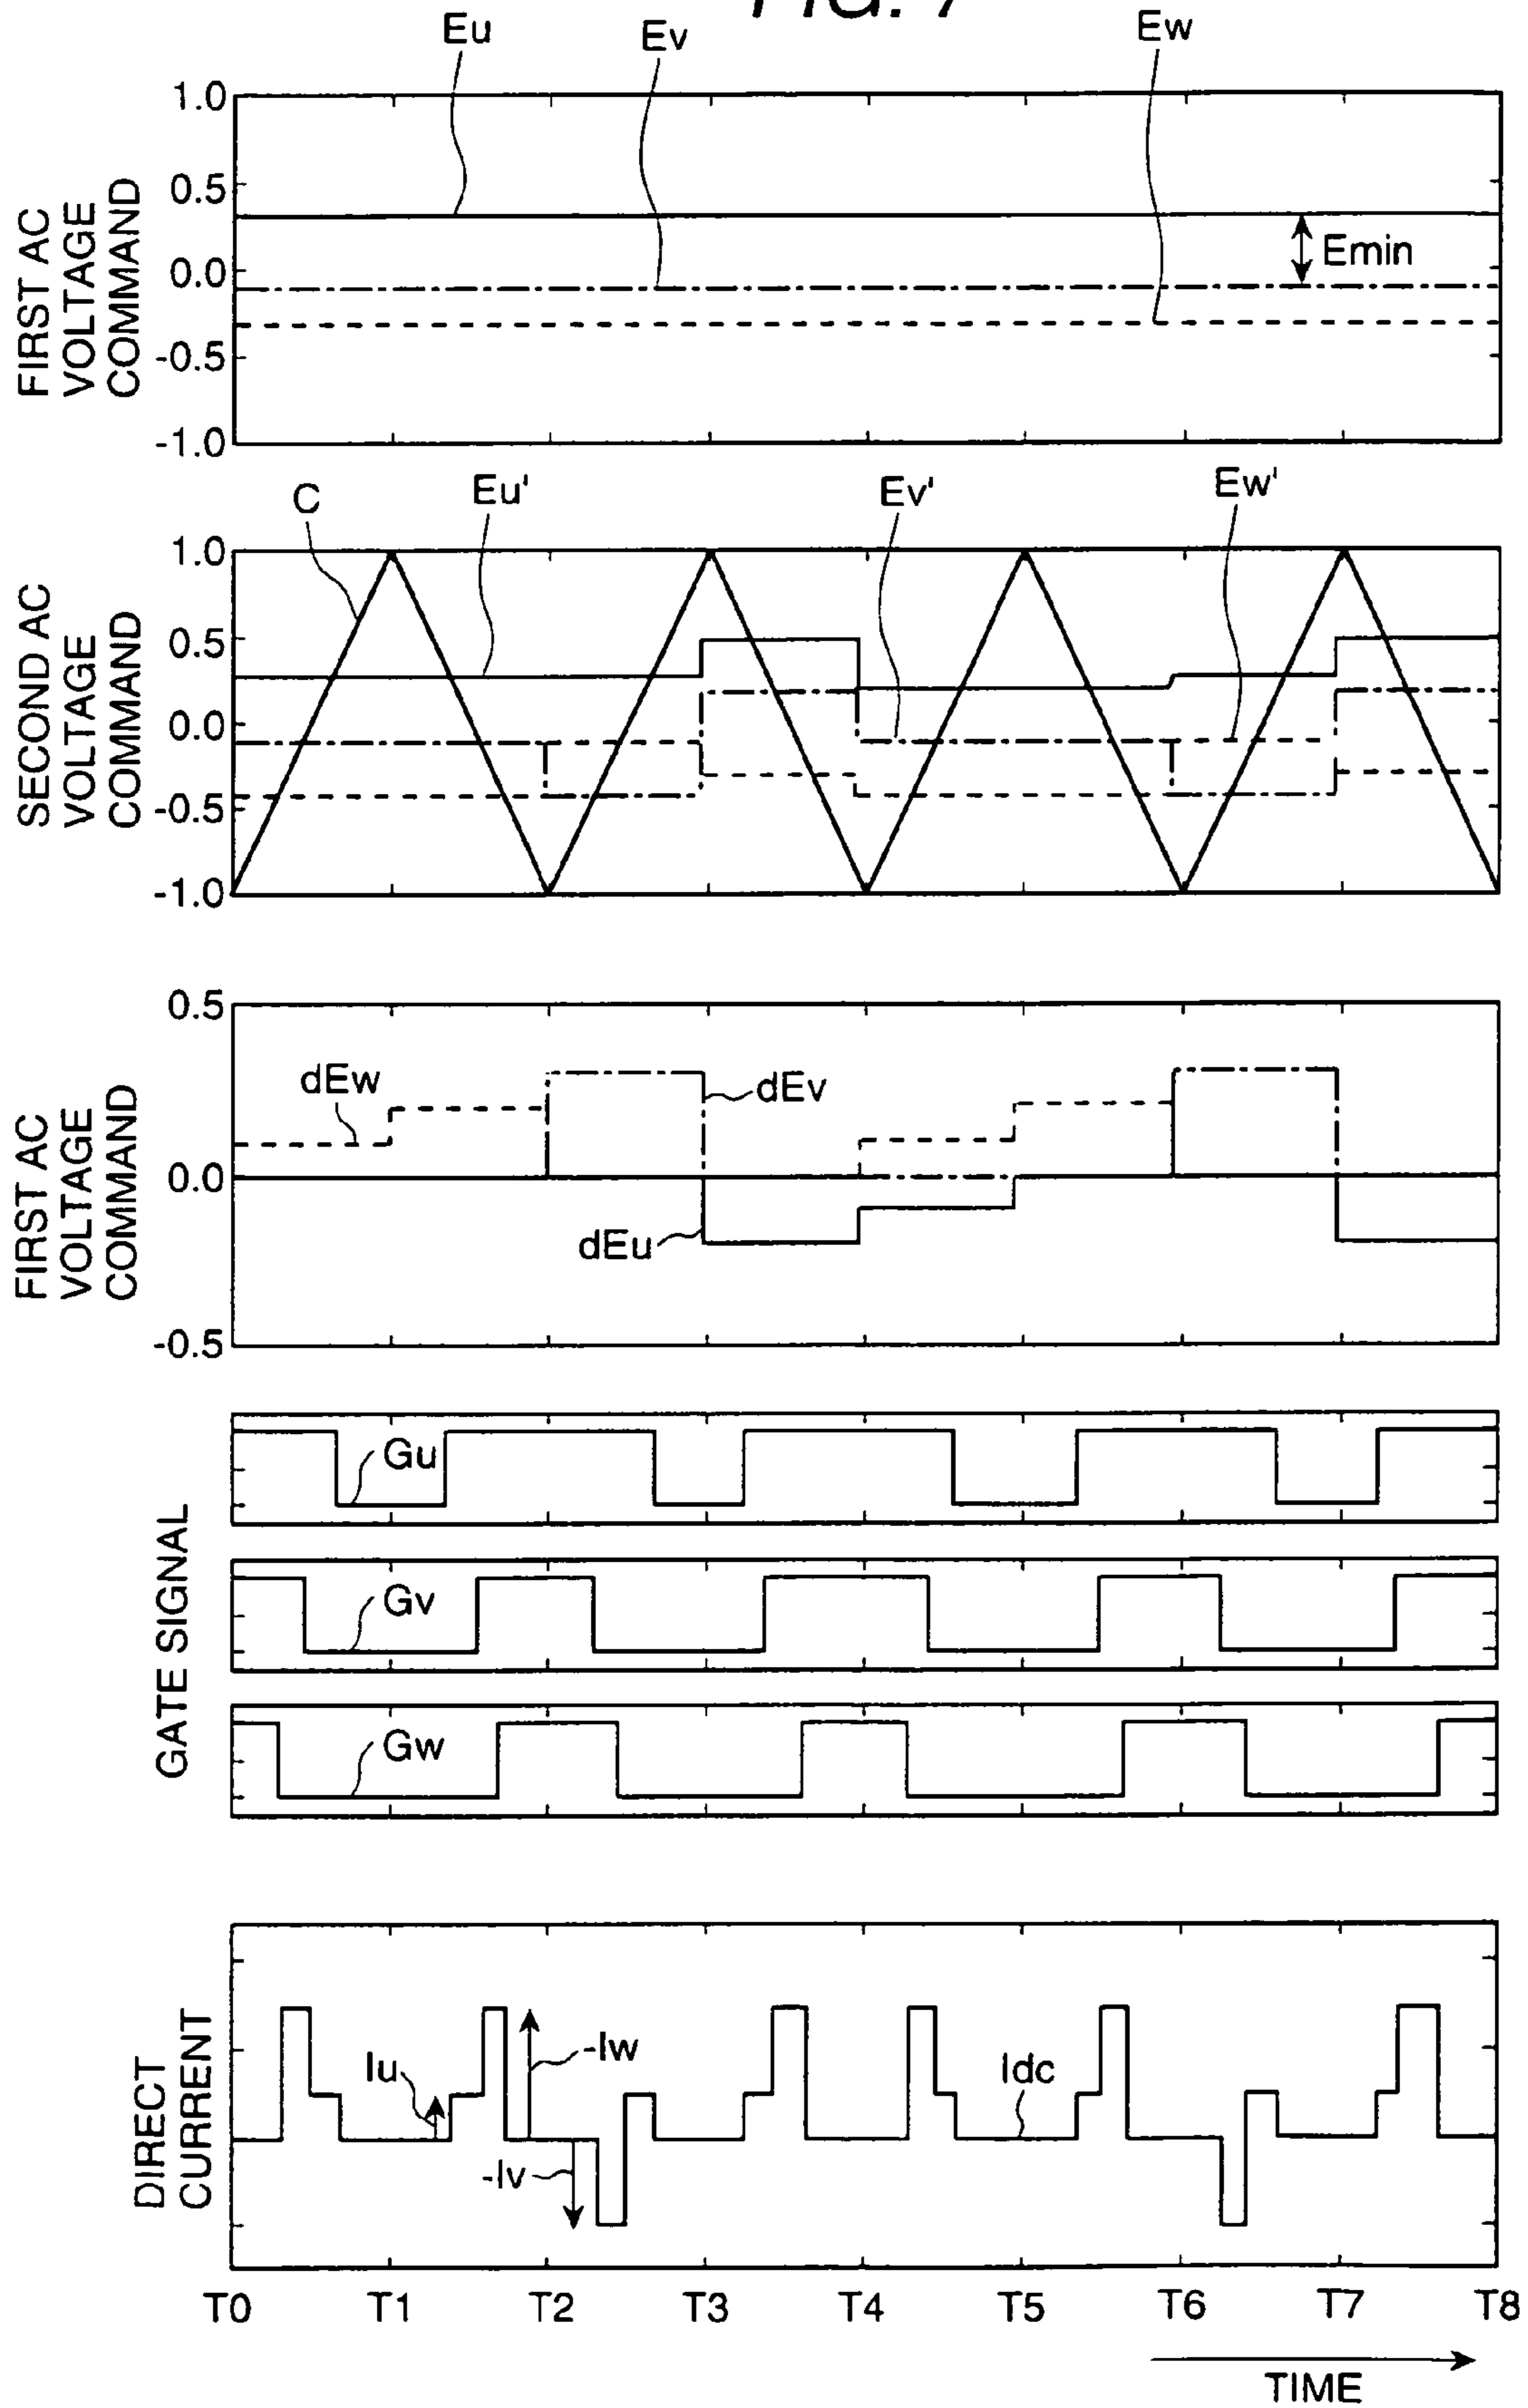 FIG. 7
Eu
Ev
Ew
FIRST AC
VOLTAGE
COMMAND
1.0
0.5
0.0
-0.5
-1.0
Emin
C
Eu'
Ev'
Ew'
SECOND AC
VOLTAGE
COMMAND
1.0
0.5
0.0
-0.5
-1.0
FIRST AC
VOLTAGE
COMMAND
0.5
0.0
-0.5
dEw
dEv
dEu
GATE SIGNAL
Gu
Gv
Gw
DIRECT
CURRENT
Iu
-Iw
-Iv
Idc
T0 T1 T2 T3 T4 T5 T6 T7 T8
TIME